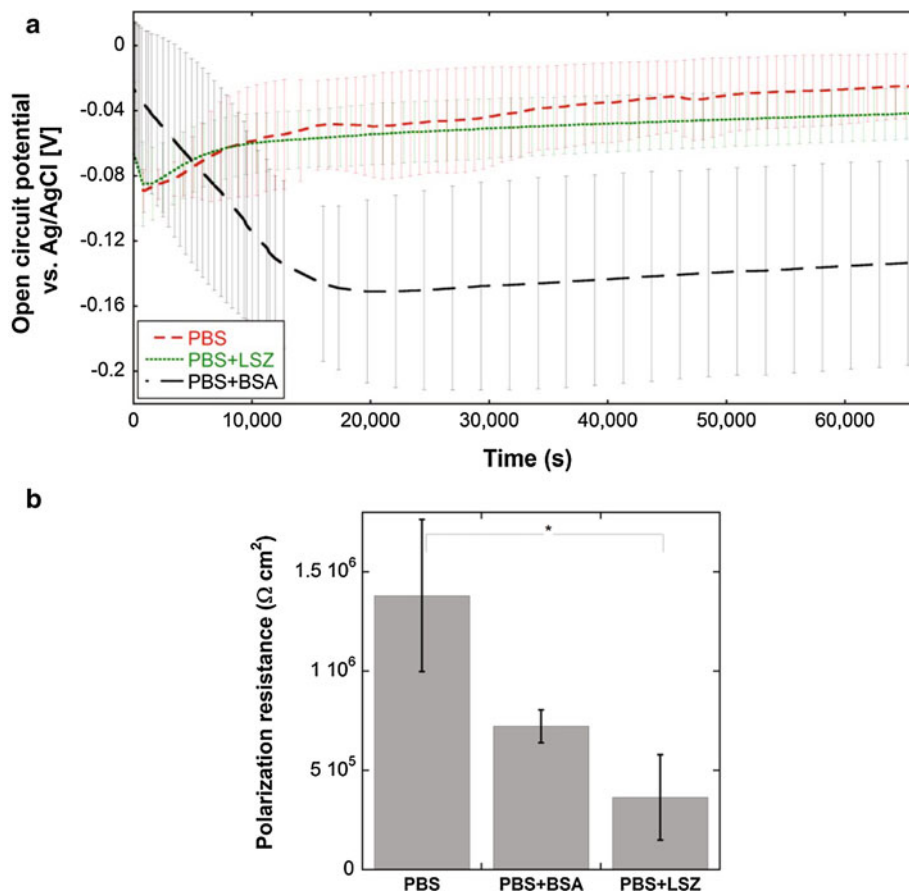 a
0
-0.04
-0.08
-0.12
-0.16
-0.2
Open circuit potential
vs. Ag/AgCl [V]
PBS
PBS+LSZ
PBS+BSA
0 10,000 20,000 30,000 40,000 50,000 60,000
Time (s)
b
Polarization resistance (Ω cm²)
1.5 10⁶
1 10⁶
5 10⁵
0
*
PBS PBS+BSA PBS+LSZ